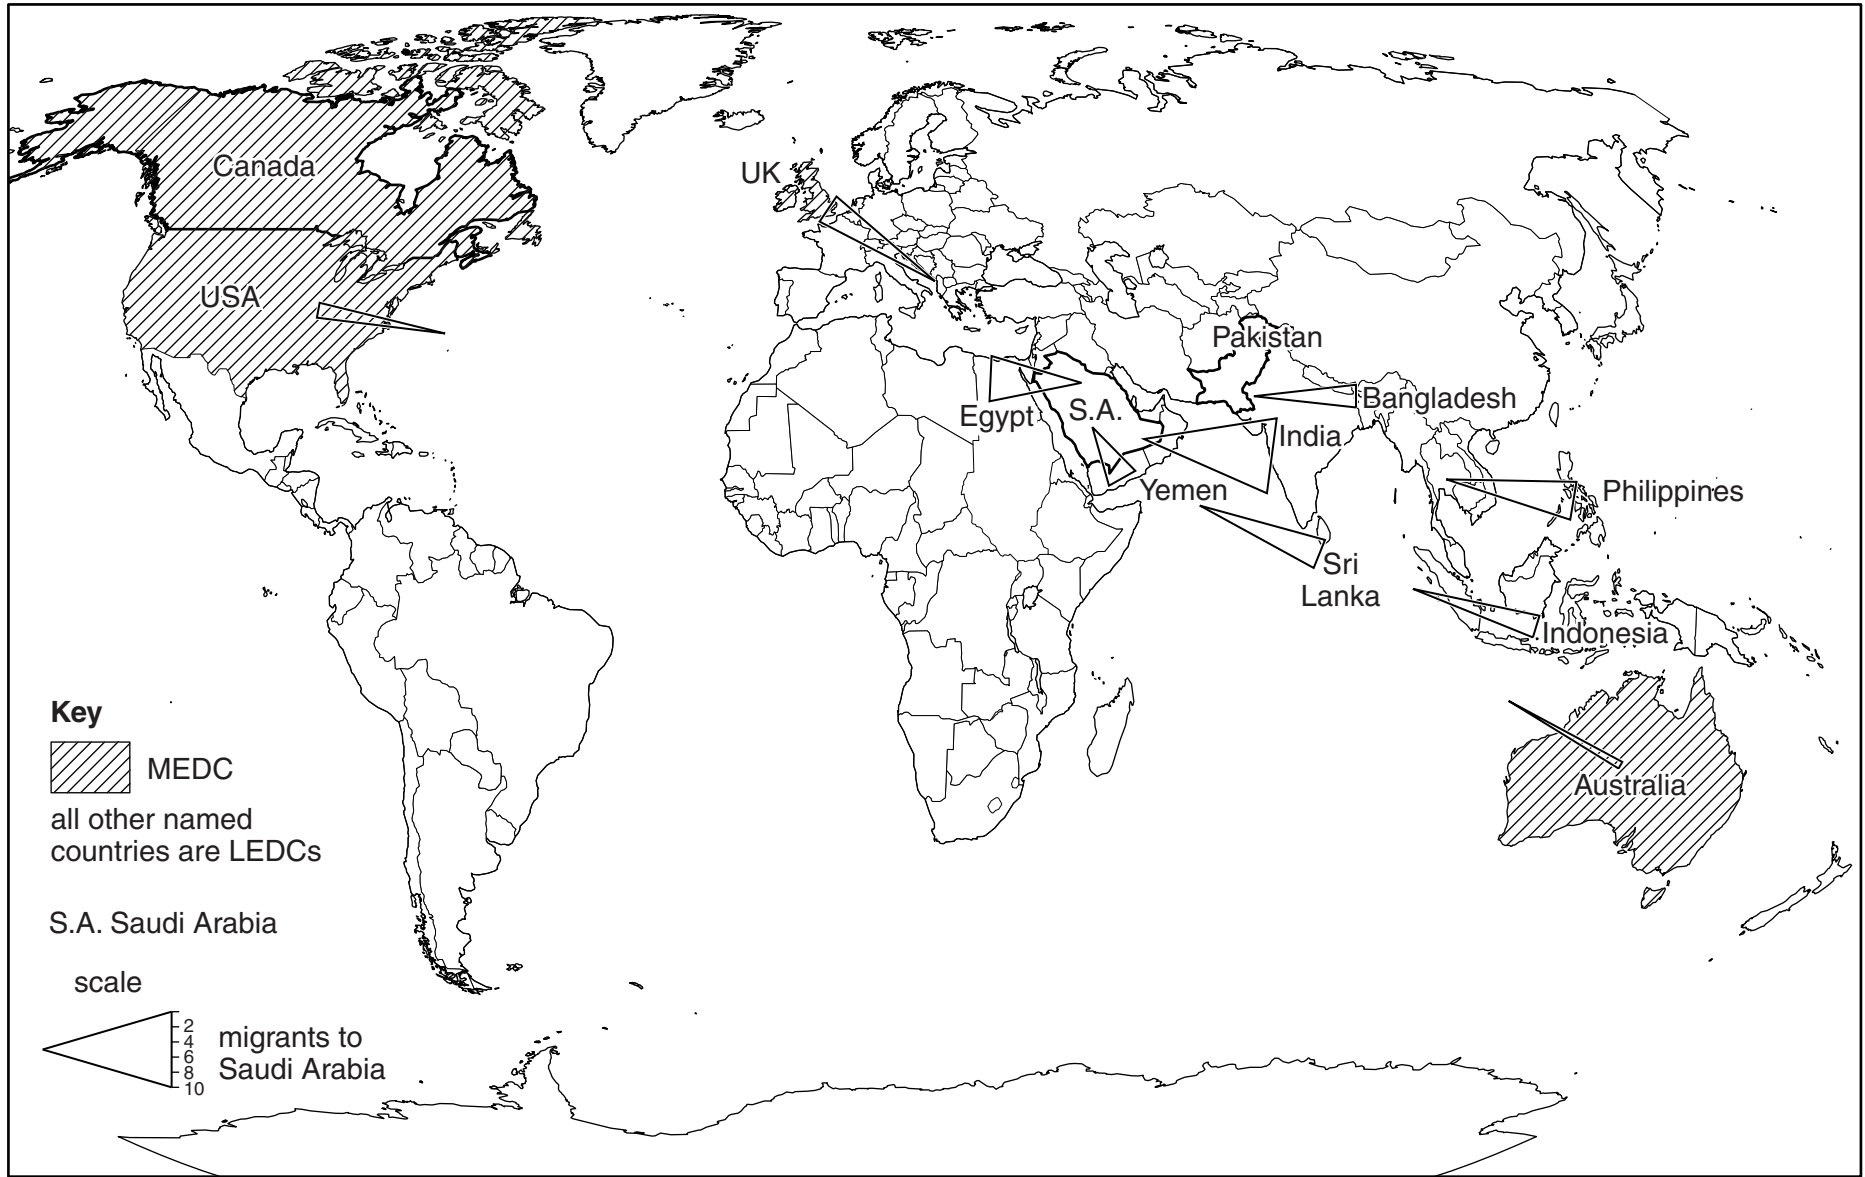 Canada
UK
USA
Pakistan
Bangladesh
Egypt
S.A.
India
Yemen
Philippines
Sri
Lanka
Indonesia
Australia
Key
MEDC
all other named
countries are LEDCs
S.A. Saudi Arabia
scale
2
4
6
8
10
migrants to
Saudi Arabia